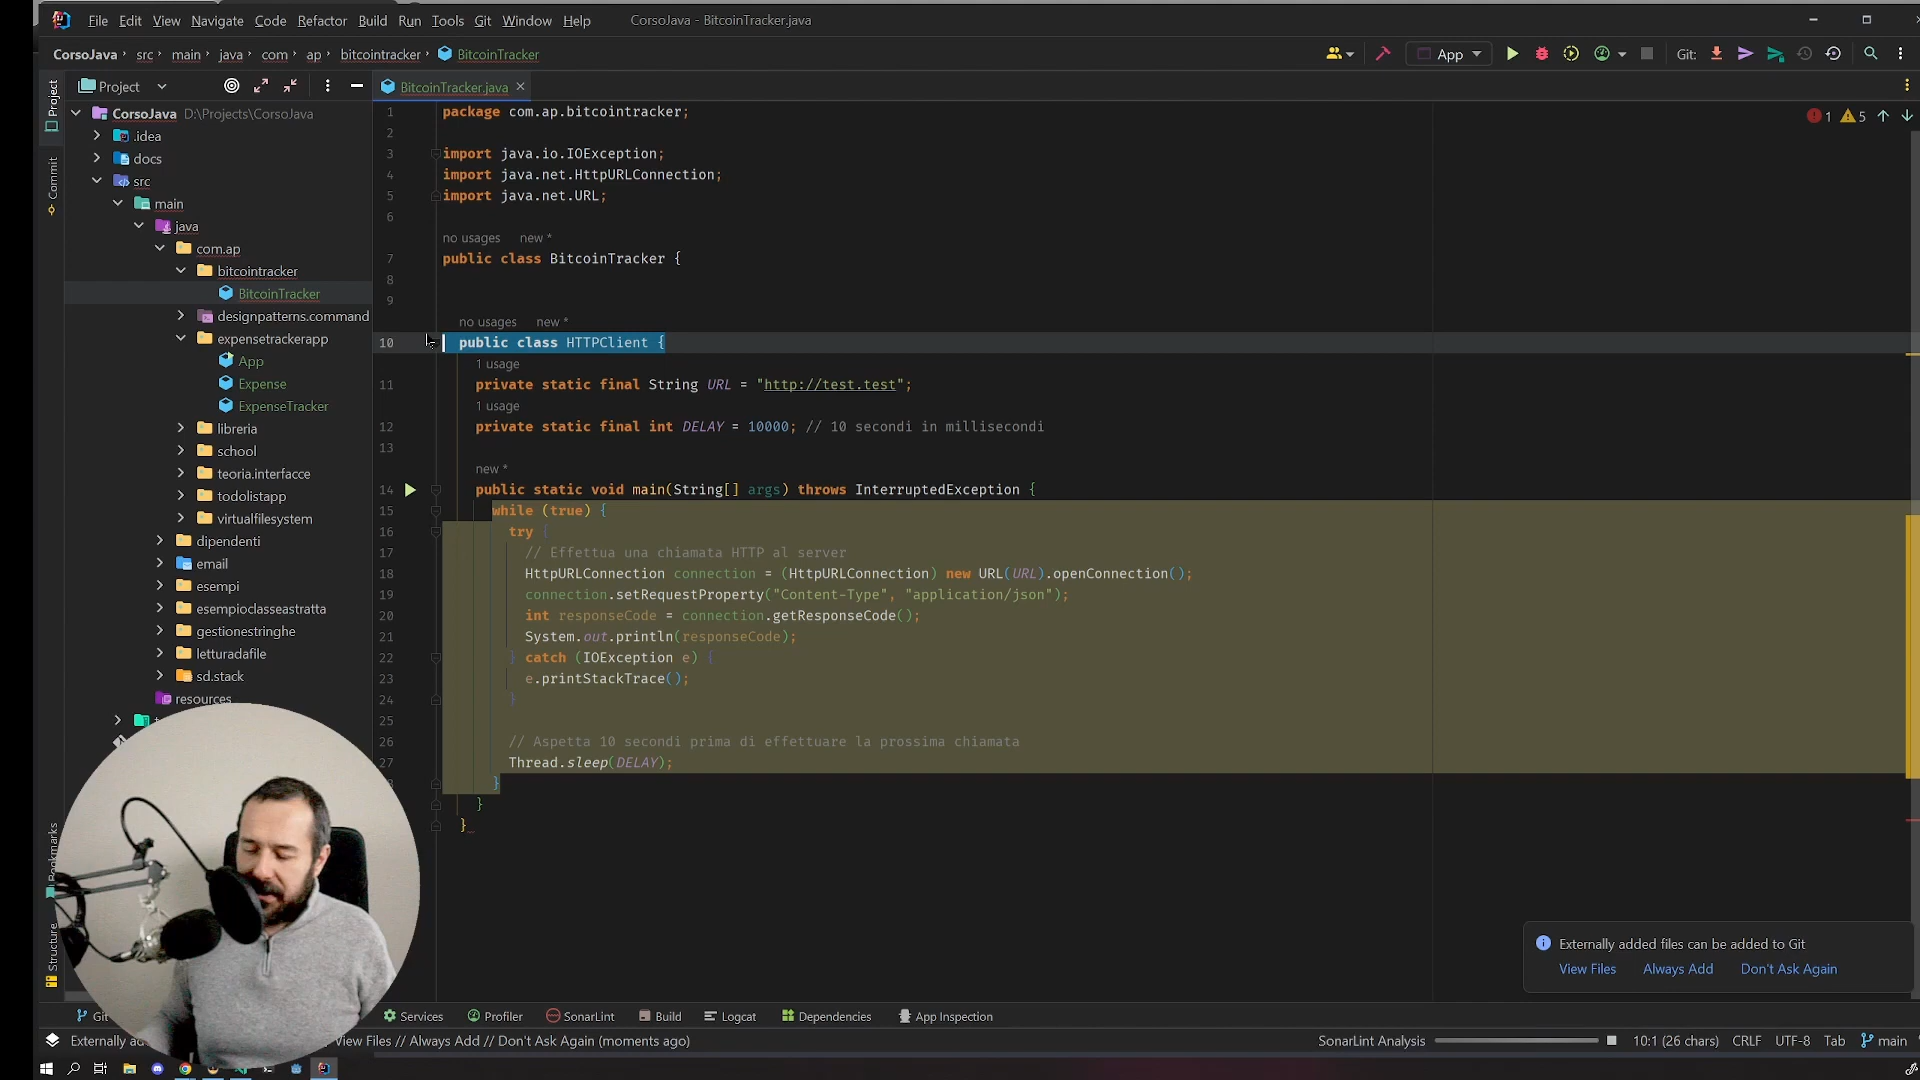 File Edit View Navigate Code Refactor Build Run Tools Git Window Help CorsoJava - BitcoinTracker.java
CorsoJava src main java com ap bitcointracker BitcoinTracker App Git:
Project
BitcoinTracker.java
Project
Commit
Bookmarks
Structure
CorsoJava D:\Projects\CorsoJava
.idea
docs
src
main
java
com.ap
bitcointracker
BitcoinTracker
designpatterns.command
expensetrackerapp
App
Expense
ExpenseTracker
libreria
school
teoria.interfacce
todolistapp
virtualfilesystem
dipendenti
email
esempi
esempioclasseastratta
gestionestringhe
letturadafile
sd.stack
resources
1 5
1 package com.ap.bitcointracker;
2
3 import java.io.IOException;
4 import java.net.HttpURLConnection;
5 import java.net.URL;
6
no usages new *
7 public class BitcoinTracker {
8
9
no usages new *
10 public class HTTPClient {
1 usage
11 private static final String URL = "http://test.test";
1 usage
12 private static final int DELAY = 10000; // 10 secondi in millisecondi
13
new *
14 public static void main(String[] args) throws InterruptedException {
15 while (true) {
16 try {
17 // Effettua una chiamata HTTP al server
18 HttpURLConnection connection = (HttpURLConnection) new URL(URL).openConnection();
19 connection.setRequestProperty("Content-Type", "application/json");
20 int responseCode = connection.getResponseCode();
21 System.out.println(responseCode);
22 } catch (IOException e) {
23 e.printStackTrace();
24 }
25
26 // Aspetta 10 secondi prima di effettuare la prossima chiamata
27 Thread.sleep(DELAY);
}
}
}
Externally added files can be added to Git
View Files Always Add Don't Ask Again
Git Services Profiler SonarLint Build Logcat Dependencies App Inspection
Externally View Files // Always Add // Don't Ask Again (moments ago) SonarLint Analysis 10:1 (26 chars) CRLF UTF-8 Tab main